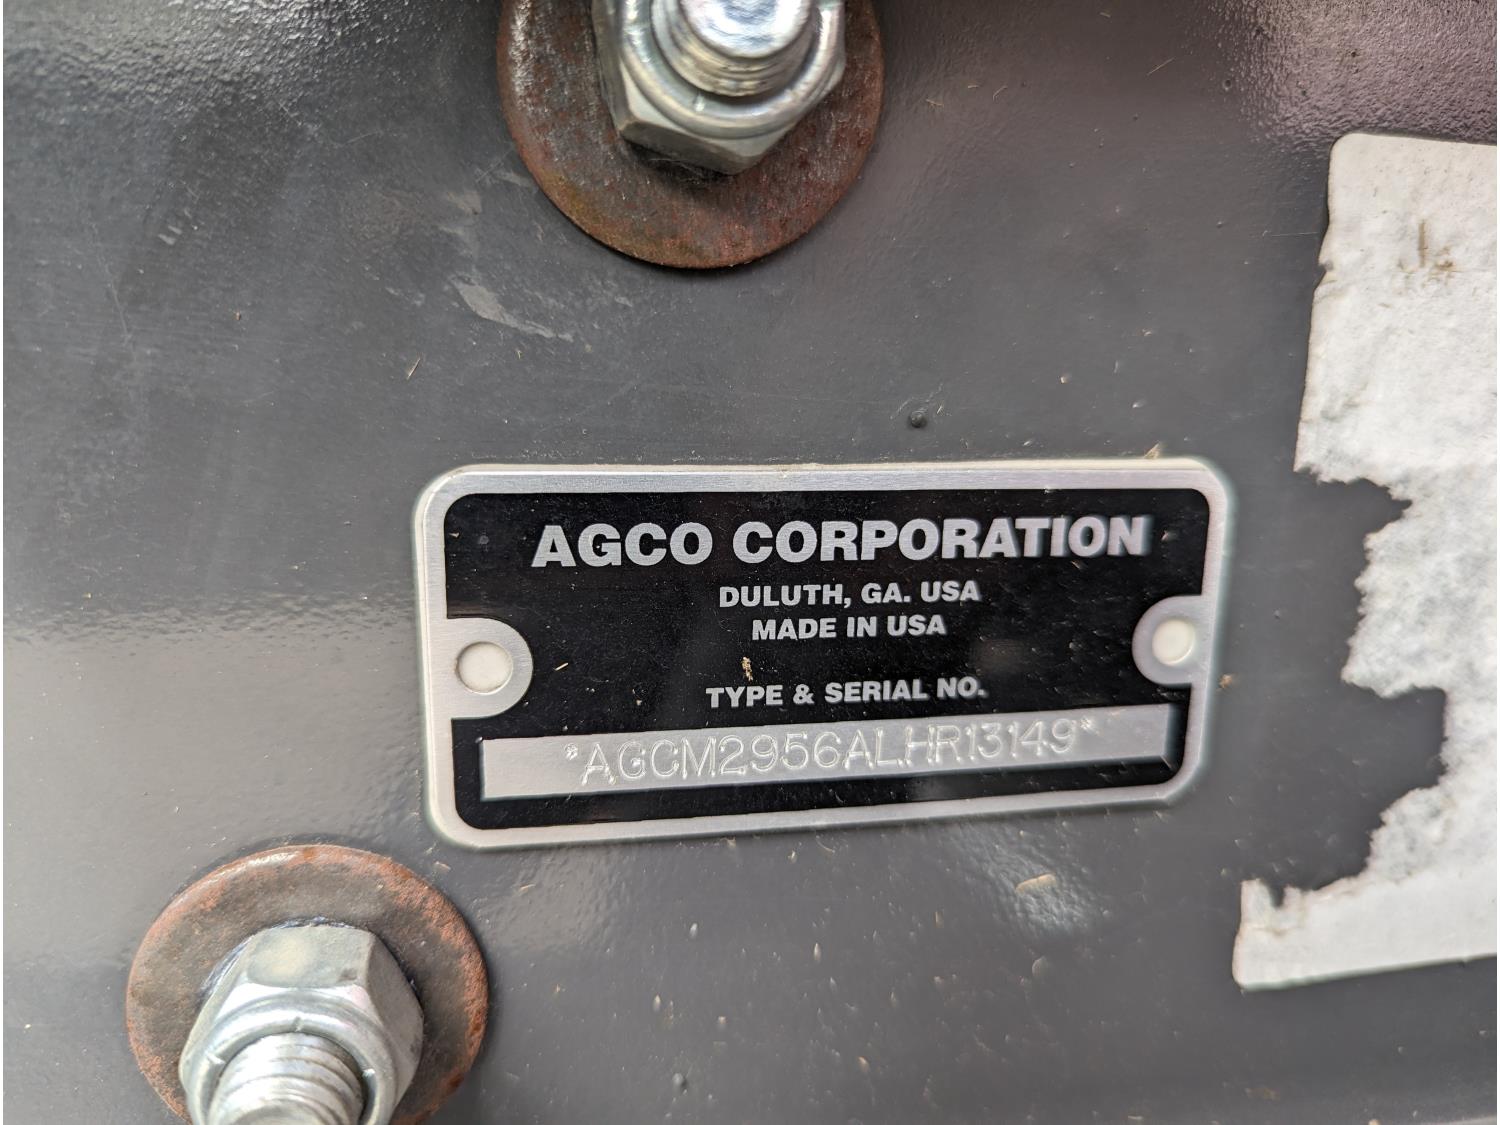 AGCO CORPORATION
DULUTH, GA. USA
MADE IN USA
TYPE & SERIAL NO.
*AGCM2956ALHR13149*